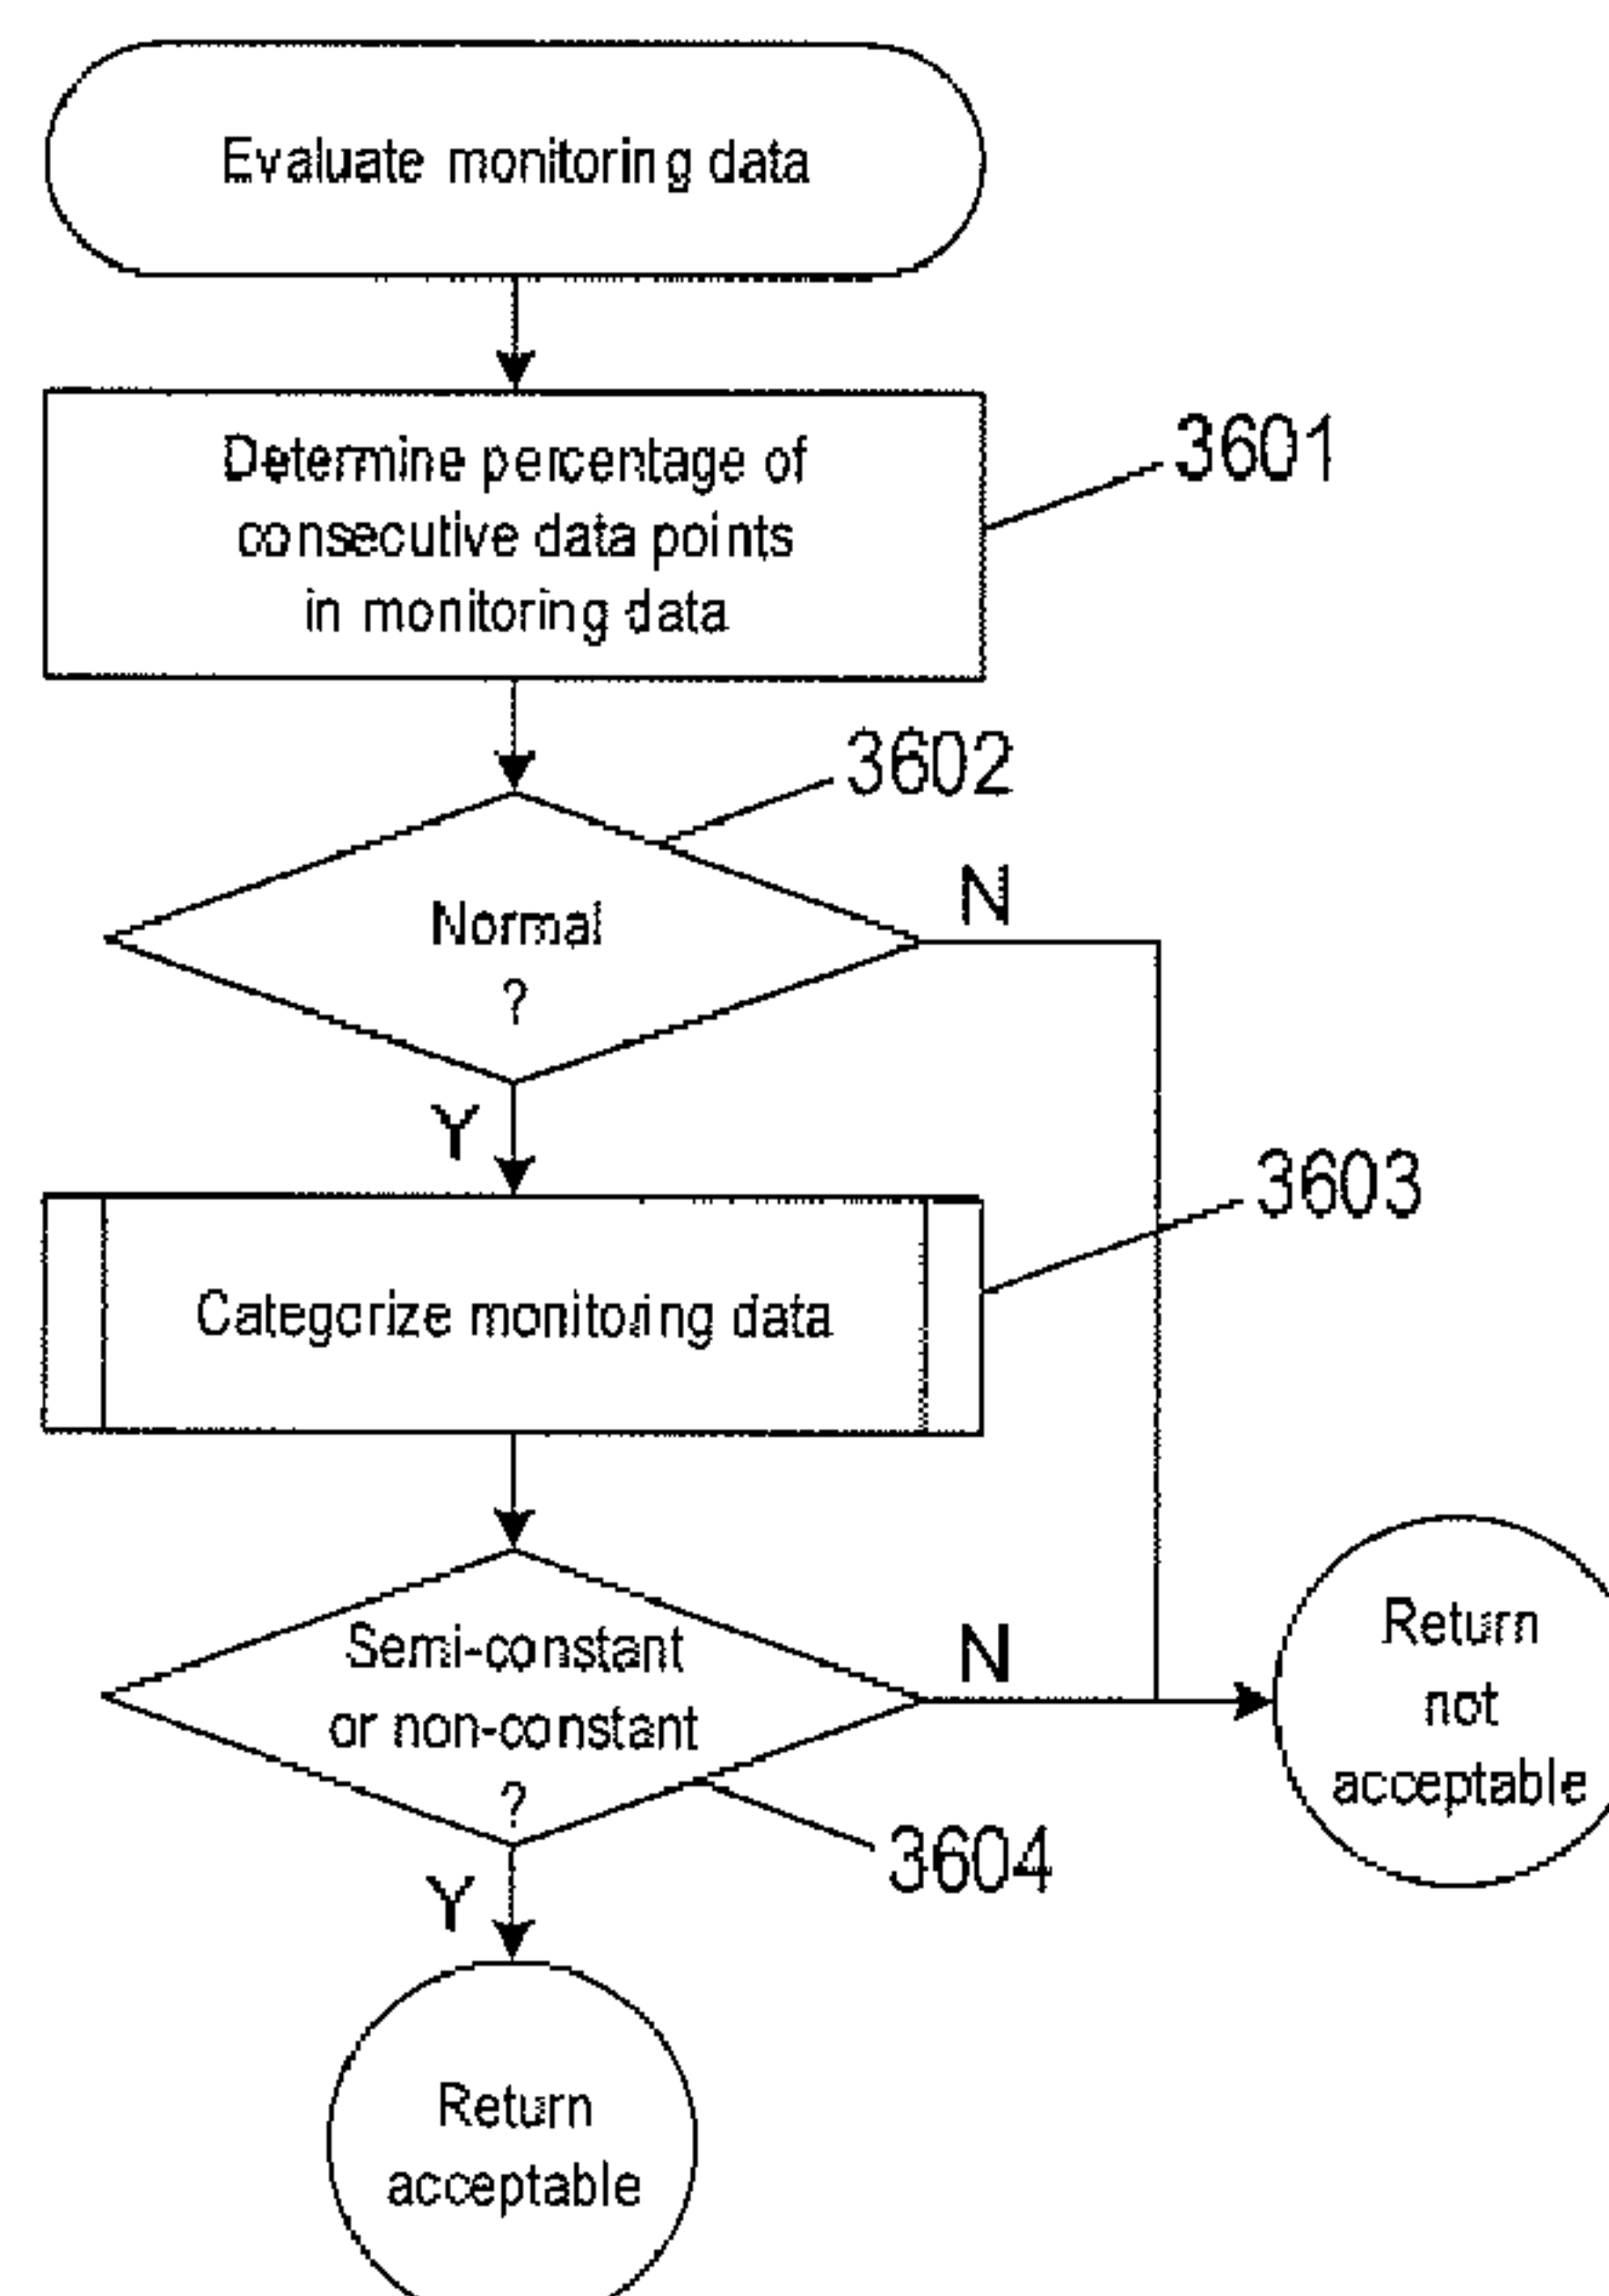 Evaluate monitoring data
Determine percentage of
consecutive data points
in monitoring data
3601
3602
Normal
?
N
Y
3603
Categorize monitoring data
Semi-constant
or non-constant
?
N
Return
not
acceptable
3604
Y
Return
acceptable